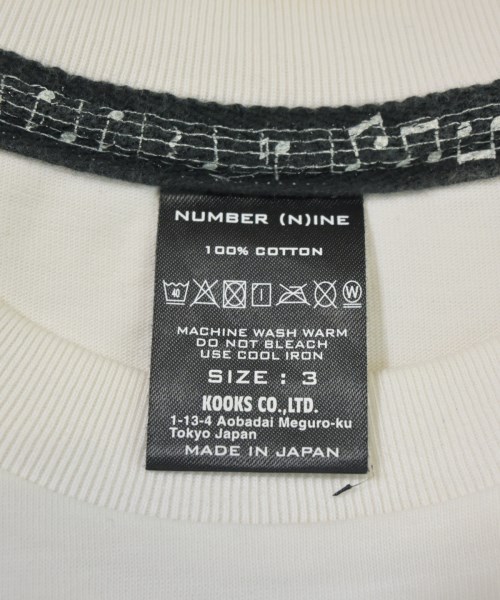 NUMBER (N)INE
100% COTTON
40 W
MACHINE WASH WARM
DO NOT BLEACH
USE COOL IRON
SIZE : 3
KOOKS CO.,LTD.
1-13-4 Aobadai Meguro-ku
Tokyo Japan
MADE IN JAPAN